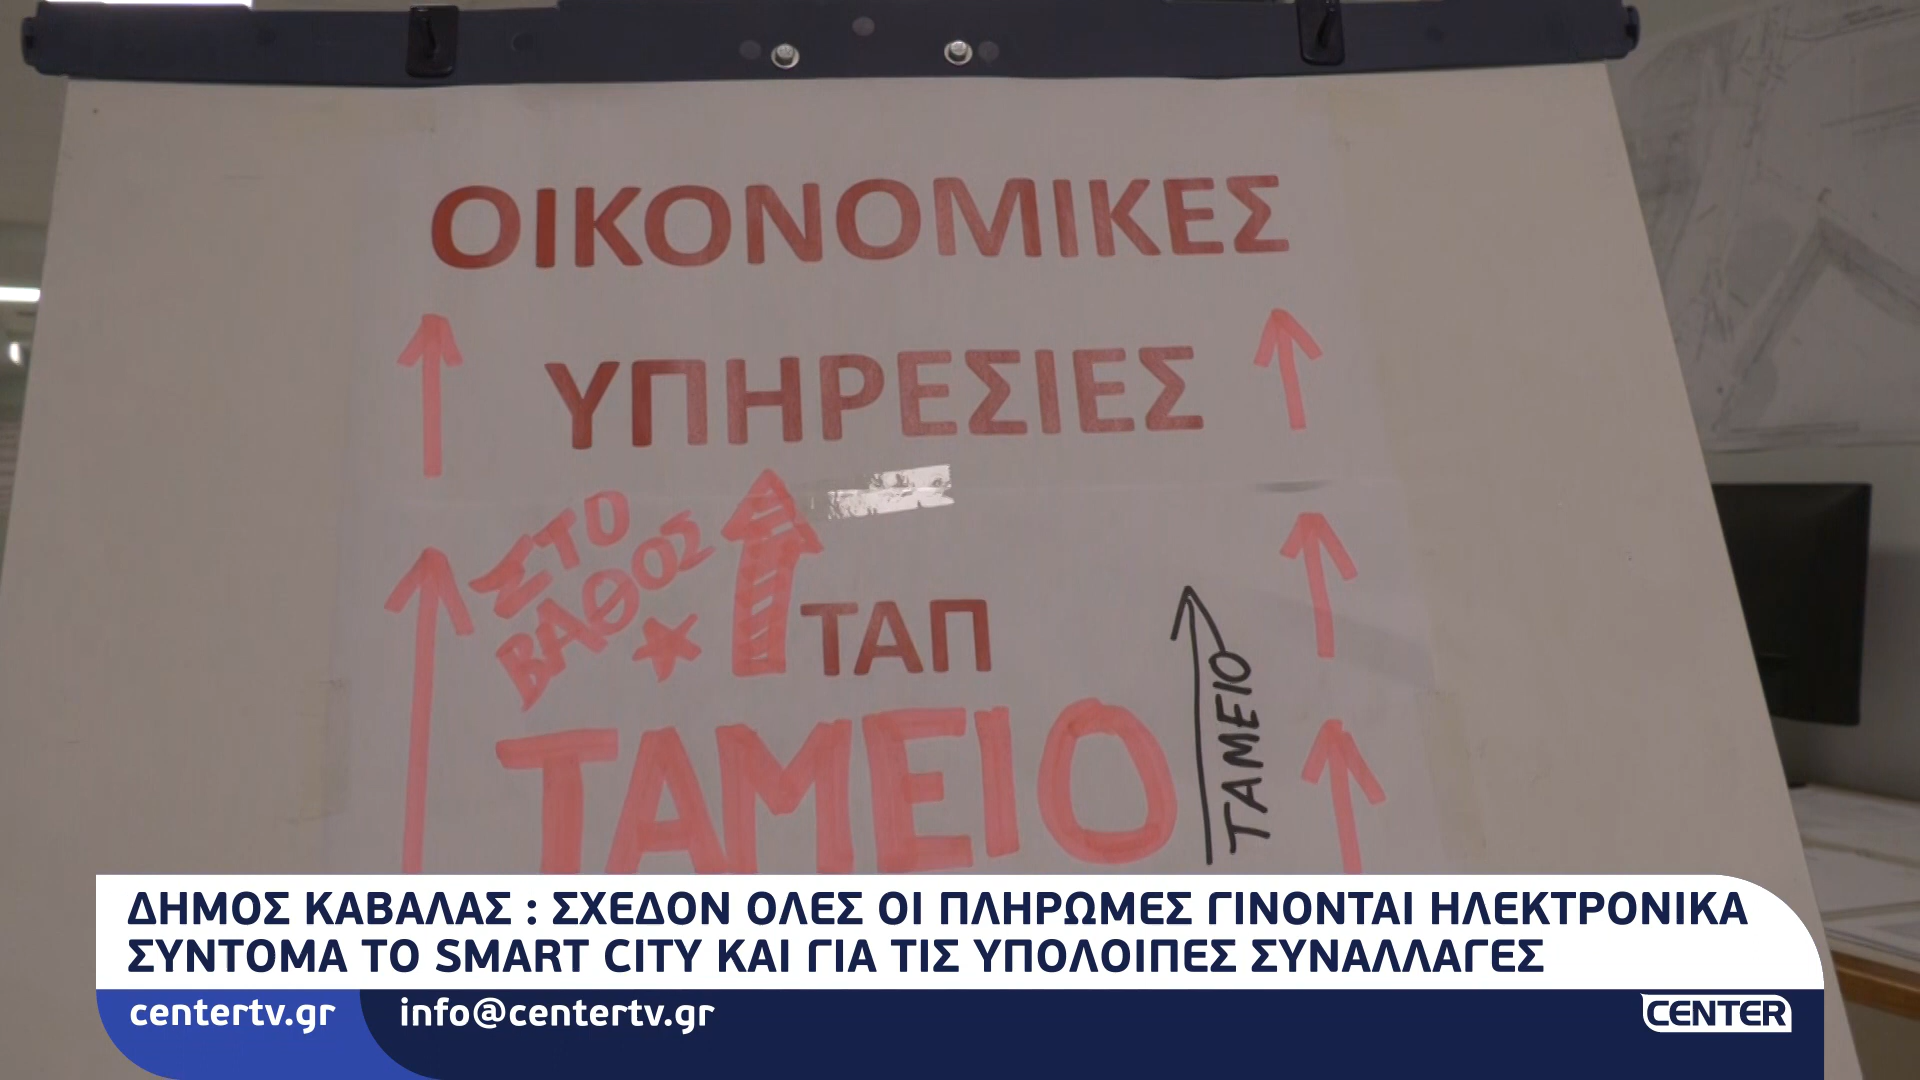 ΟΙΚΟΝΟΜΙΚΕΣ
ΥΠΗΡΕΣΙΕΣ
ΣΤΟ
ΒΑΘΟΣ
ΤΑΠ
ΤΑΜΕΙΟ
ΤΑΜΕΙΟ
ΔΗΜΟΣ ΚΑΒΑΛΑΣ : ΣΧΕΔΟΝ ΟΛΕΣ ΟΙ ΠΛΗΡΩΜΕΣ ΓΙΝΟΝΤΑΙ ΗΛΕΚΤΡΟΝΙΚΑ
ΣΥΝΤΟΜΑ ΤΟ SMART CITY ΚΑΙ ΓΙΑ ΤΙΣ ΥΠΟΛΟΙΠΕΣ ΣΥΝΑΛΛΑΓΕΣ
centertv.gr info@centertv.gr CENTER